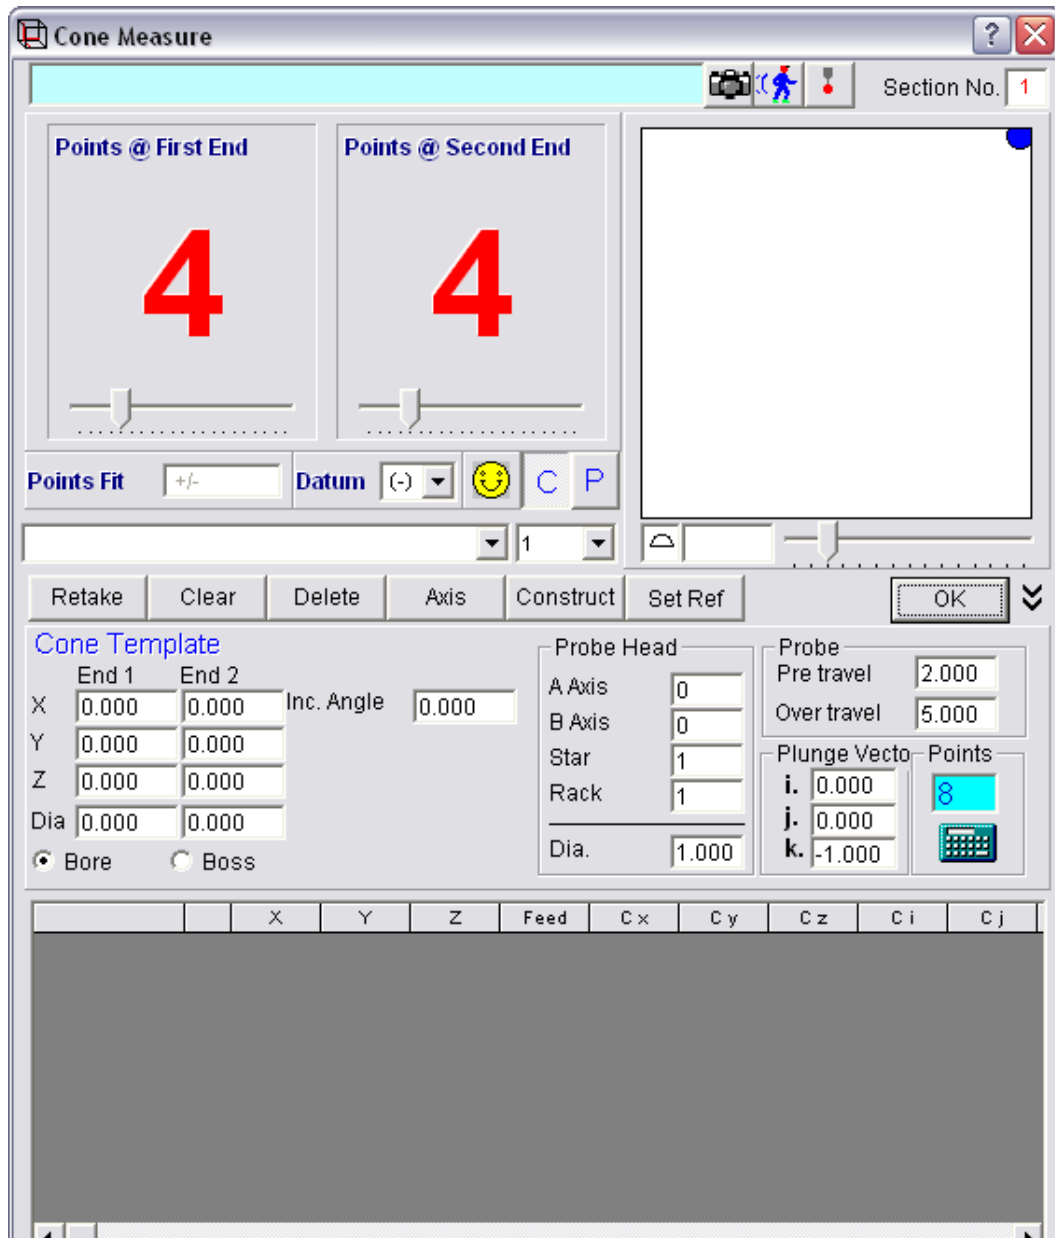 Cone Measure
?
Section No. 1
Points @ First End Points @ Second End
4 4
Points Fit +/- Datum (-) C P
1
Retake Clear Delete Axis Construct Set Ref OK
Cone Template
End 1 End 2
X 0.000 0.000 Inc. Angle 0.000
Y 0.000 0.000
Z 0.000 0.000
Dia 0.000 0.000
Bore Boss
Probe Head
A Axis 0
B Axis 0
Star 1
Rack 1
Dia. 1.000
Probe
Pre travel 2.000
Over travel 5.000
Plunge Vecto Points
i. 0.000 8
j. 0.000
k. -1.000
X Y Z Feed C x C y C z C i C j